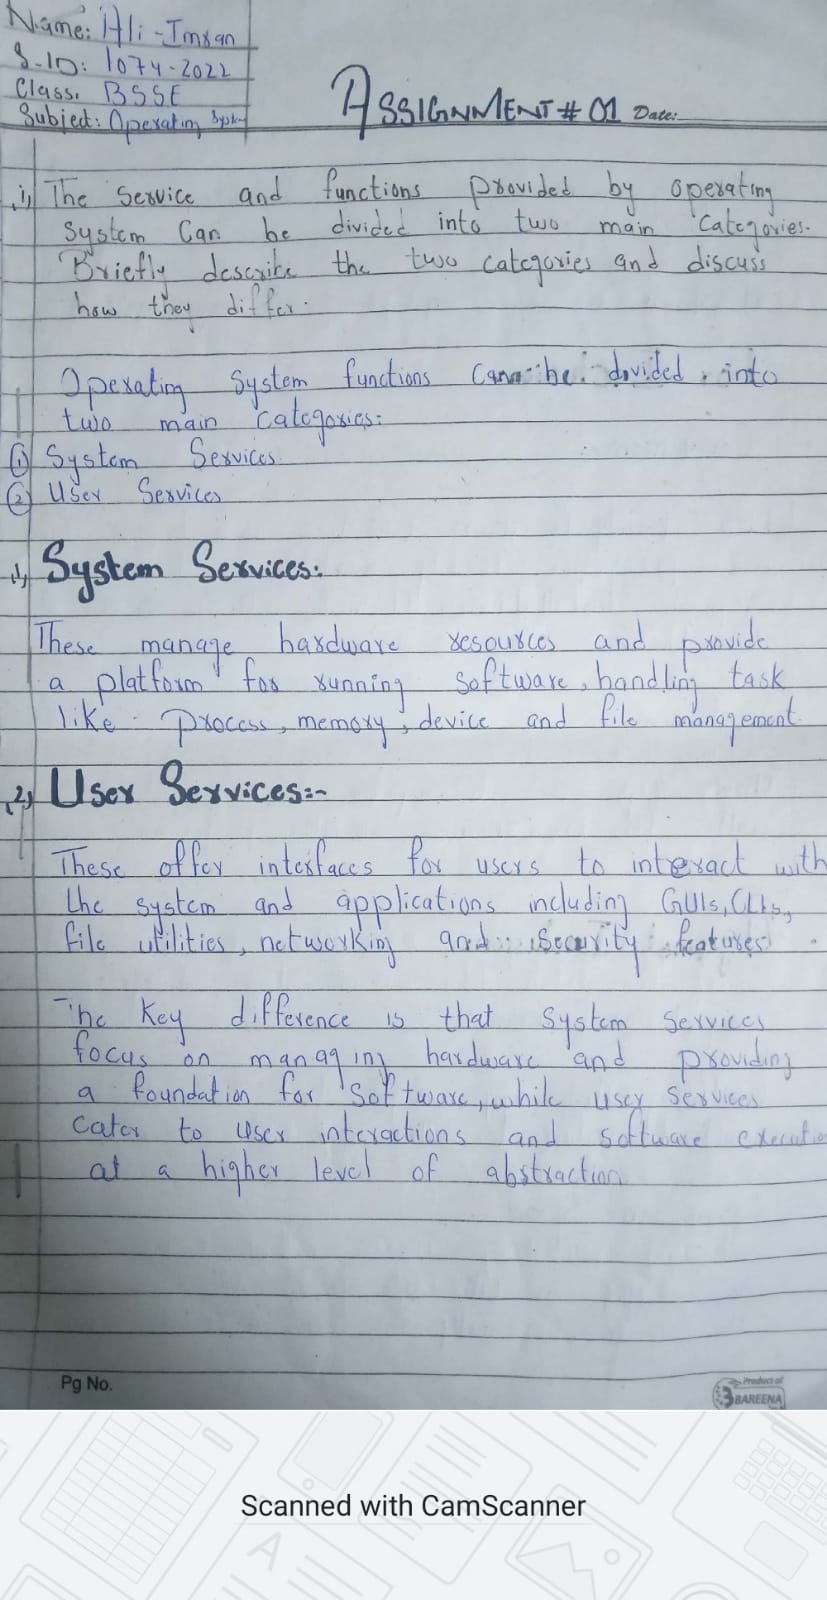 Name: Ali-Imran
S-ID: 1074-2022
Class. BSSE
Subject: Operating System
ASSIGNMENT # 01 Date:
i) The Service and functions provided by operating
system Can be divided into two main Categories.
Briefly describe the two categories and discuss
how they differ.
Operating System functions Can be divided into
two main Categories:
① System Services
② User Services
1) System Services:
These manage hardware resources and provide
a platform for running software, handling task
like process, memory, device and file management
2) User Services:-
These offer interfaces for users to interact with
the system and applications including GUIs, CLIs,
file utilities, networking and security features.
The Key difference is that System Services
focus on managing hardware and providing
a foundation for software, while user services
cater to user interactions and software executio
at a higher level of abstraction
Pg No.
Product of
BAREENA
Scanned with CamScanner